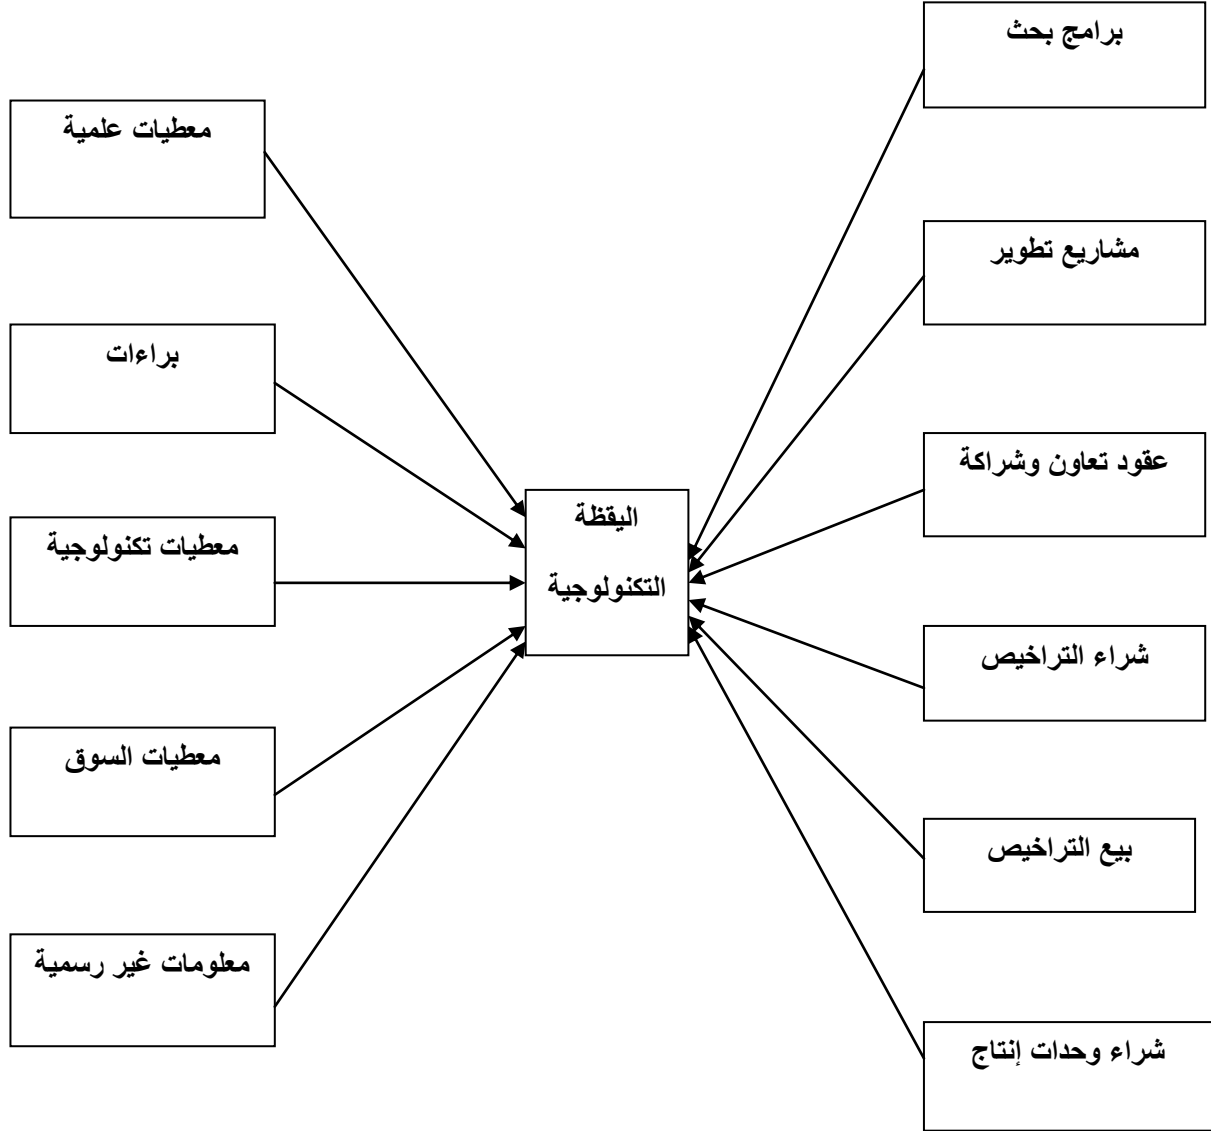 برامج بحث
معطيات علمية
مشاريع تطوير
براءات
عقود تعاون وشراكة
اليقظة
التكنولوجية
معطيات تكنولوجية
شراء التراخيص
معطيات السوق
بيع التراخيص
معلومات غير رسمية
شراء وحدات إنتاج